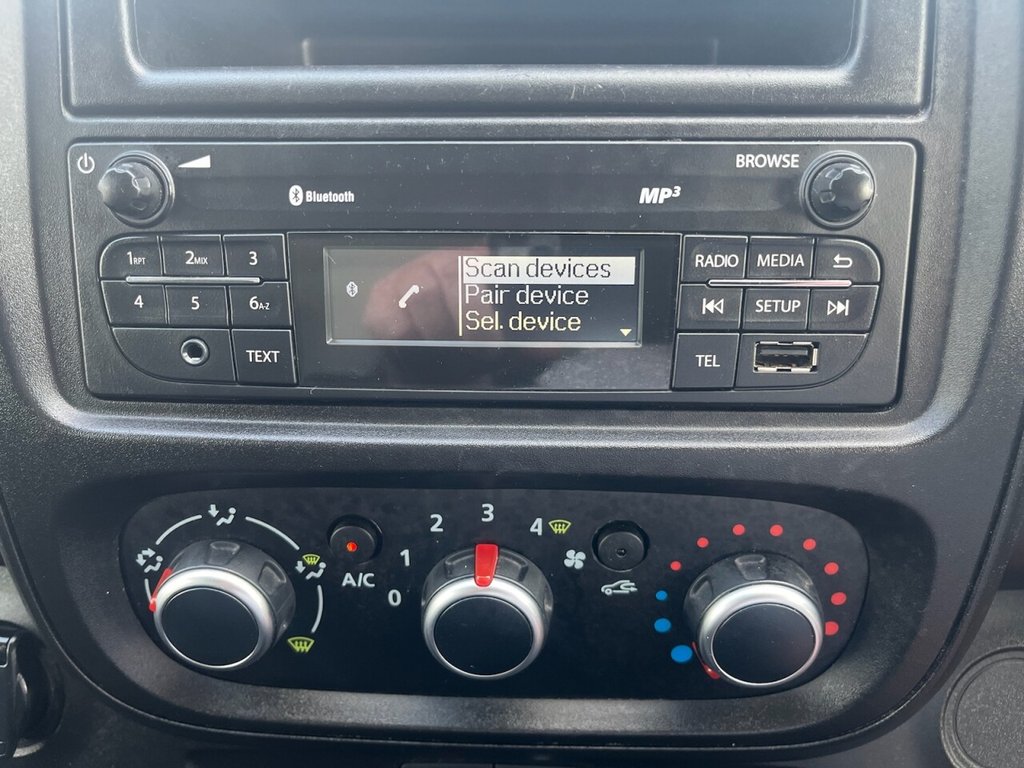 BROWSE
Bluetooth
MP3
1RPT
2MIX
3
4
5
6A-Z
TEXT
Scan devices
Pair device
Sel. device
RADIO
MEDIA
SETUP
TEL
A/C
0
1
2
3
4